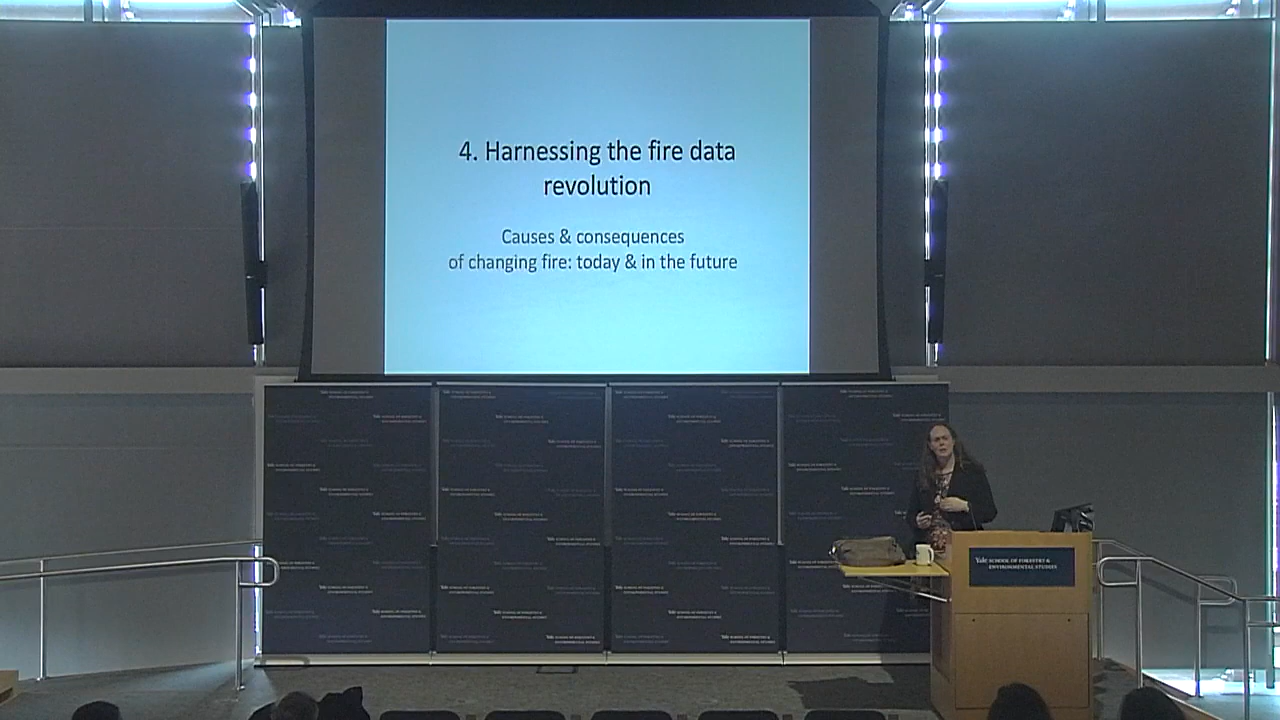 4. Harnessing the fire data
revolution
Causes & consequences
of changing fire: today & in the future
Yale SCHOOL OF FORESTRY &
ENVIRONMENTAL STUDIES